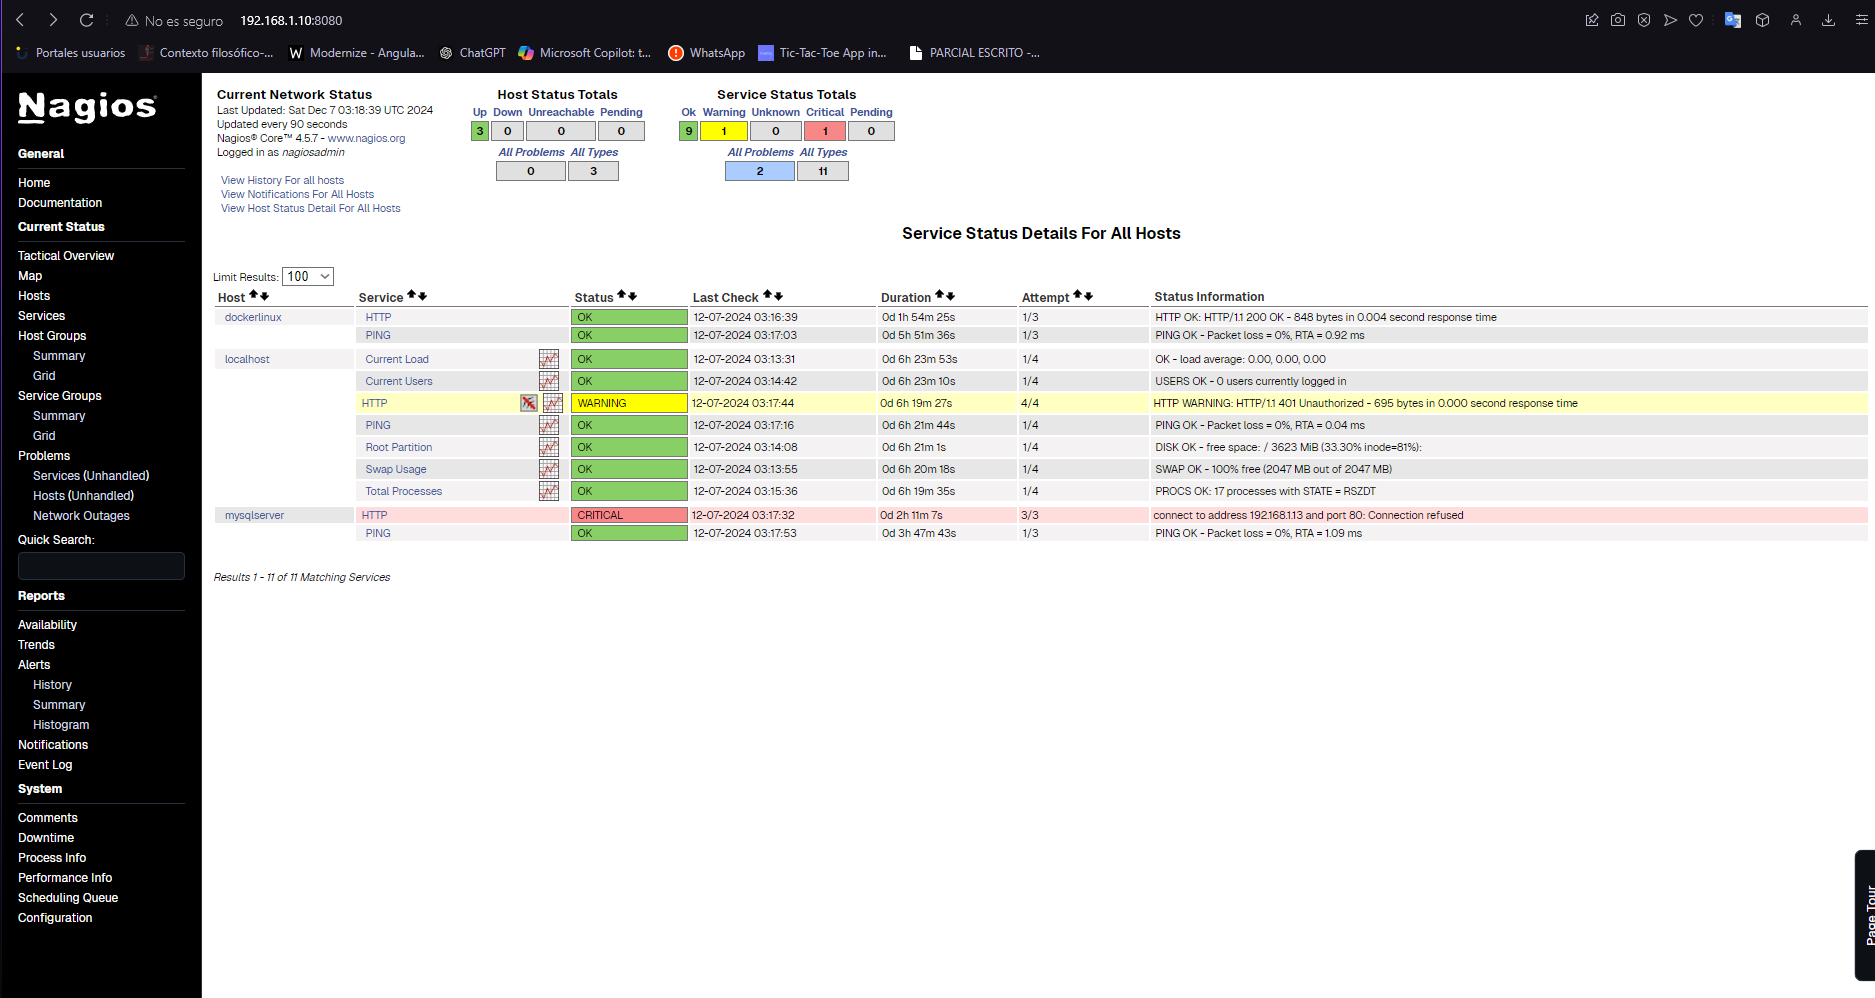 No es seguro 192.168.1.10:8080
Portales usuarios Contexto filosófico-... Modernize - Angula... ChatGPT Microsoft Copilot: t... WhatsApp Tic-Tac-Toe App in... PARCIAL ESCRITO -...
Nagios®
General
Home
Documentation
Current Status
Tactical Overview
Map
Hosts
Services
Host Groups
Summary
Grid
Service Groups
Summary
Grid
Problems
Services (Unhandled)
Hosts (Unhandled)
Network Outages
Quick Search:
Reports
Availability
Trends
Alerts
History
Summary
Histogram
Notifications
Event Log
System
Comments
Downtime
Process Info
Performance Info
Scheduling Queue
Configuration
Current Network Status
Last Updated: Sat Dec 7 03:18:39 UTC 2024
Updated every 90 seconds
Nagios® Core™ 4.5.7 - www.nagios.org
Logged in as nagiosadmin
View History For all hosts
View Notifications For All Hosts
View Host Status Detail For All Hosts
Host Status Totals
Up Down Unreachable Pending
3 0 0 0
All Problems All Types
0 3
Service Status Totals
Ok Warning Unknown Critical Pending
9 1 0 1 0
All Problems All Types
2 11
Service Status Details For All Hosts
Limit Results: 100
Host Service Status Last Check Duration Attempt Status Information
dockerlinux HTTP OK 12-07-2024 03:16:39 0d 1h 54m 25s 1/3 HTTP OK: HTTP/1.1 200 OK - 848 bytes in 0.004 second response time
PING OK 12-07-2024 03:17:03 0d 5h 51m 36s 1/3 PING OK - Packet loss = 0%, RTA = 0.92 ms
localhost Current Load OK 12-07-2024 03:13:31 0d 6h 23m 53s 1/4 OK - load average: 0.00, 0.00, 0.00
Current Users OK 12-07-2024 03:14:42 0d 6h 23m 10s 1/4 USERS OK - 0 users currently logged in
HTTP WARNING 12-07-2024 03:17:44 0d 6h 19m 27s 4/4 HTTP WARNING: HTTP/1.1 401 Unauthorized - 695 bytes in 0.000 second response time
PING OK 12-07-2024 03:17:16 0d 6h 21m 44s 1/4 PING OK - Packet loss = 0%, RTA = 0.04 ms
Root Partition OK 12-07-2024 03:14:08 0d 6h 21m 1s 1/4 DISK OK - free space: / 3623 MiB (33.30% inode=81%):
Swap Usage OK 12-07-2024 03:13:55 0d 6h 20m 18s 1/4 SWAP OK - 100% free (2047 MB out of 2047 MB)
Total Processes OK 12-07-2024 03:15:36 0d 6h 19m 35s 1/4 PROCS OK: 17 processes with STATE = RSZDT
mysqlserver HTTP CRITICAL 12-07-2024 03:17:32 0d 2h 11m 7s 3/3 connect to address 192.168.1.13 and port 80: Connection refused
PING OK 12-07-2024 03:17:53 0d 3h 47m 43s 1/3 PING OK - Packet loss = 0%, RTA = 1.09 ms
Results 1 - 11 of 11 Matching Services
Page Tour